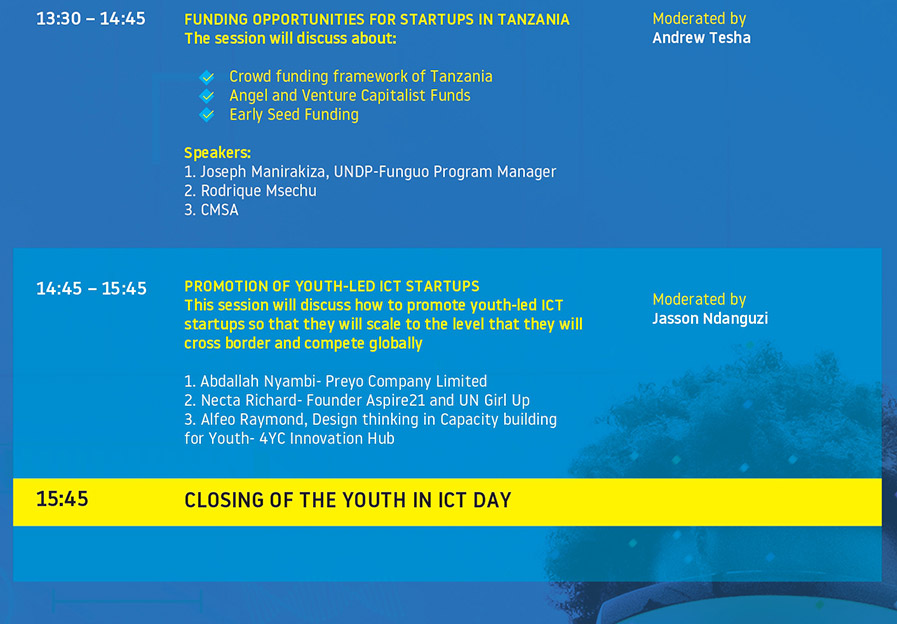 13:30 – 14:45
FUNDING OPPORTUNITIES FOR STARTUPS IN TANZANIA
The session will discuss about:
Crowd funding framework of Tanzania
Angel and Venture Capitalist Funds
Early Seed Funding
Speakers:
1. Joseph Manirakiza, UNDP-Funguo Program Manager
2. Rodrique Msechu
3. CMSA
Moderated by
Andrew Tesha
14:45 – 15:45
PROMOTION OF YOUTH-LED ICT STARTUPS
This session will discuss how to promote youth-led ICT
startups so that they will scale to the level that they will
cross border and compete globally
1. Abdallah Nyambi- Preyo Company Limited
2. Necta Richard- Founder Aspire21 and UN Girl Up
3. Alfeo Raymond, Design thinking in Capacity building
for Youth- 4YC Innovation Hub
Moderated by
Jasson Ndanguzi
15:45
CLOSING OF THE YOUTH IN ICT DAY